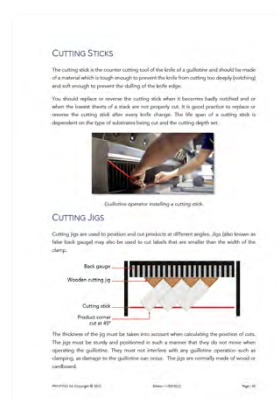 CUTTING STICKS
The cutting stick is the counter cutting tool of the knife of a guillotine and should be made
of a material which is tough enough to prevent the knife from cutting too deeply (notching)
and soft enough to prevent the dulling of the knife edge.
You should replace or reverse the cutting stick when it becomes badly notched and or
when the lowest sheets of a stack are not properly cut. It is good practice to replace or
reverse the cutting stick after every knife change. The life span of a cutting stick is
dependent on the type of substrates being cut and the cutting depth set.
Guillotine operator installing a cutting stick.
CUTTING JIGS
Cutting jigs are used to position and cut products at different angles. Jigs (also known as
false back gauge) may also be used to cut labels that are smaller than the width of the
clamp.
Back gauge
Wooden cutting jig
Cutting stick
Product corner
cut at 45°
The thickness of the jig must be taken into account when calculating the position of cuts.
The jigs must be sturdy and positioned in such a manner that they do not move when
operating the guillotine. They must not interfere with any guillotine operation such as
clamping, as damage to the guillotine can occur. The jigs are normally made of wood or
cardboard.